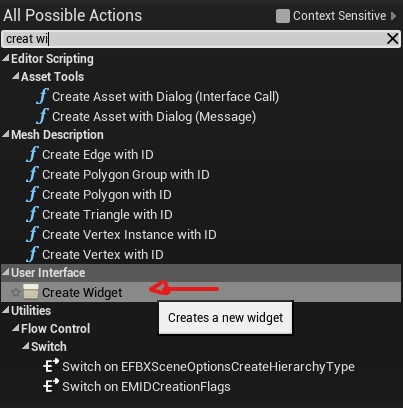 All Possible Actions
Context Sensitive
creat wi
Editor Scripting
Asset Tools
f Create Asset with Dialog (Interface Call)
f Create Asset with Dialog (Message)
Mesh Description
f Create Edge with ID
f Create Polygon Group with ID
f Create Polygon with ID
f Create Triangle with ID
f Create Vertex Instance with ID
f Create Vertex with ID
User Interface
Create Widget
Creates a new widget
Utilities
Flow Control
Switch
Switch on EFBXSceneOptionsCreateHierarchyType
Switch on EMIDCreationFlags